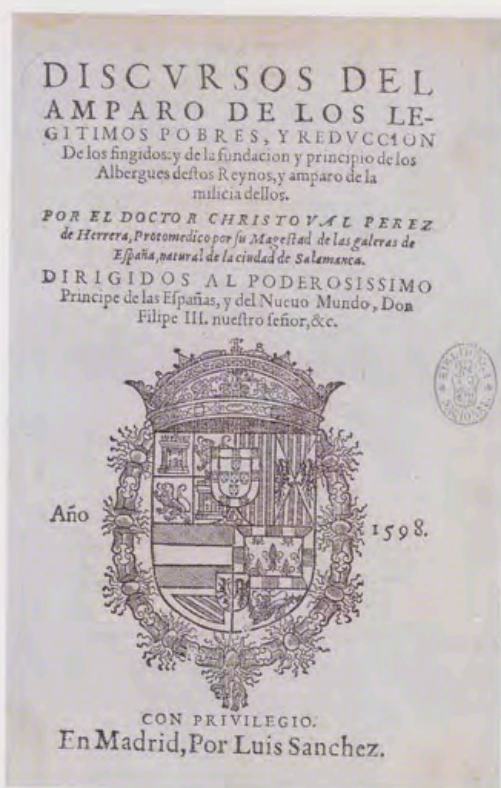 DISCVRSOS DEL
AMPARO DE LOS LE-
GITIMOS POBRES, Y REDVCCION
De los fingidos: y de la fundacion y principio de los
Albergues destos Reynos, y amparo de la
milicia dellos.
POR EL DOCTOR CHRISTOVAL PEREZ
de Herrera, Protomedico por su Magestad de las galeras de
España, natural de la ciudad de Salamanca.
DIRIGIDOS AL PODEROSISSIMO
Principe de las Españas, y del Nueuo Mundo, Don
Filipe III. nuestro señor, &c.
BIBLIOTECA
NACIONAL
Año 1598.
CON PRIVILEGIO.
En Madrid, Por Luis Sanchez.